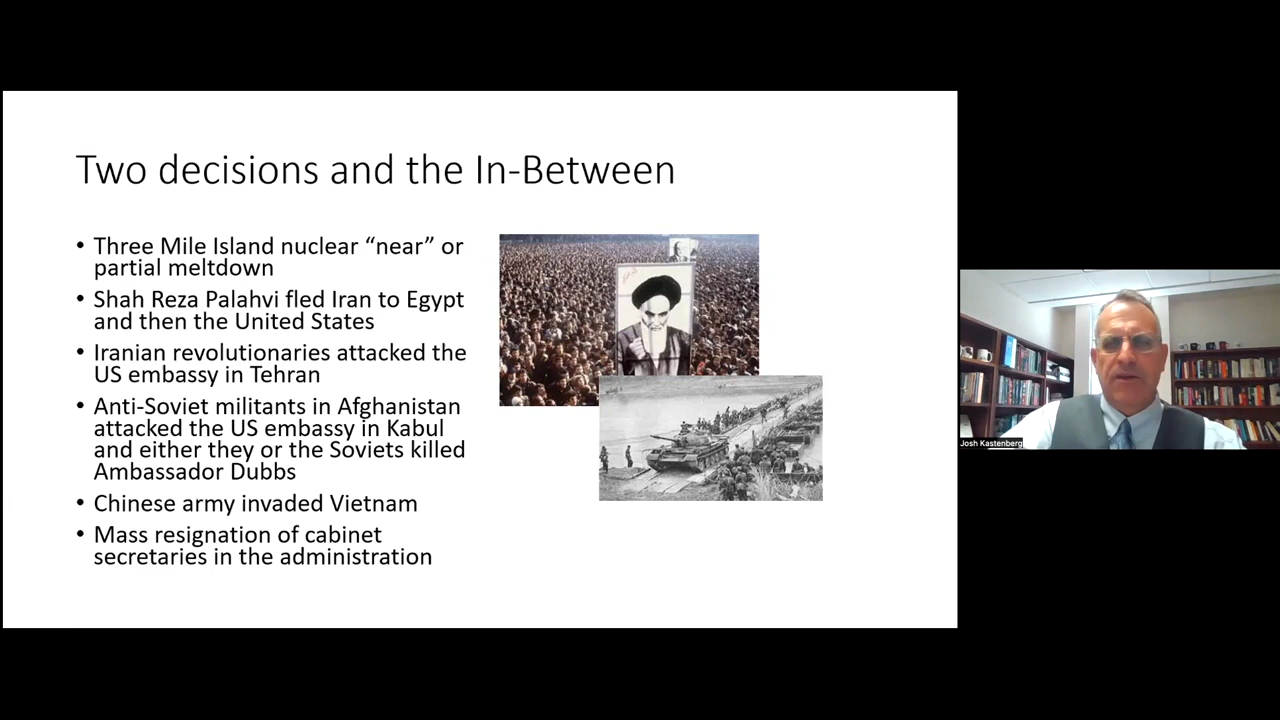 Two decisions and the In-Between
• Three Mile Island nuclear “near” or
partial meltdown
• Shah Reza Palahvi fled Iran to Egypt
and then the United States
• Iranian revolutionaries attacked the
US embassy in Tehran
• Anti-Soviet militants in Afghanistan
attacked the US embassy in Kabul
and either they or the Soviets killed
Ambassador Dubbs
• Chinese army invaded Vietnam
• Mass resignation of cabinet
secretaries in the administration
Josh Kastenberg